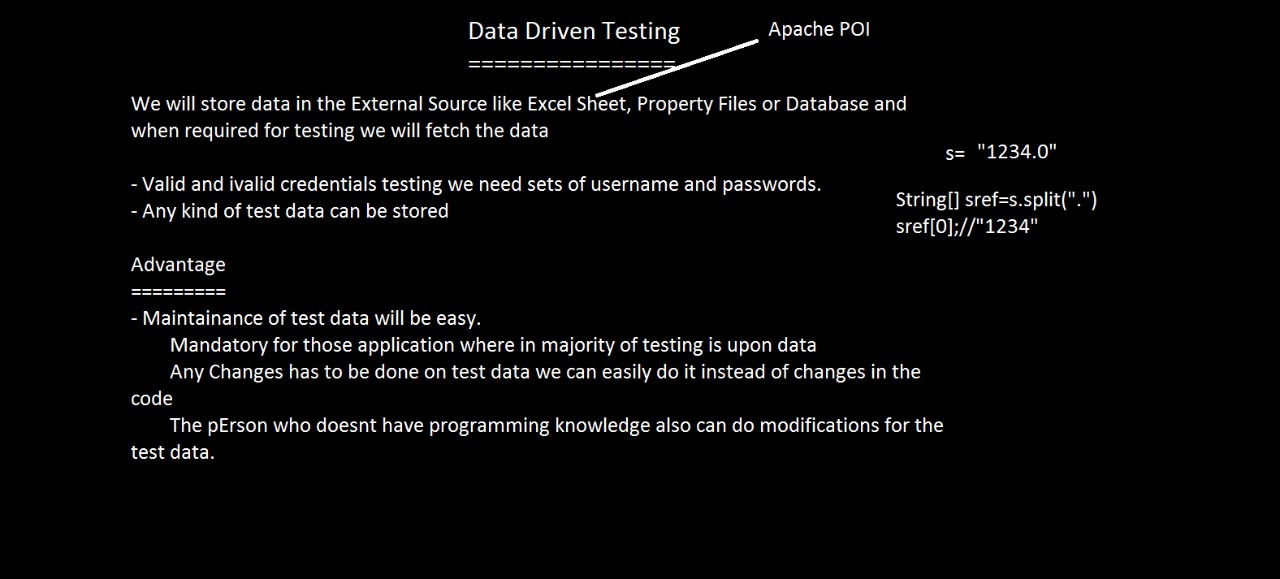 Data Driven Testing
Apache POI
================
We will store data in the External Source like Excel Sheet, Property Files or Database and
when required for testing we will fetch the data
s= "1234.0"
- Valid and ivalid credentials testing we need sets of username and passwords.
String[] sref=s.split(".")
- Any kind of test data can be stored
sref[0];//"1234"
Advantage
=========
- Maintainance of test data will be easy.
Mandatory for those application where in majority of testing is upon data
Any Changes has to be done on test data we can easily do it instead of changes in the
code
The pErson who doesnt have programming knowledge also can do modifications for the
test data.